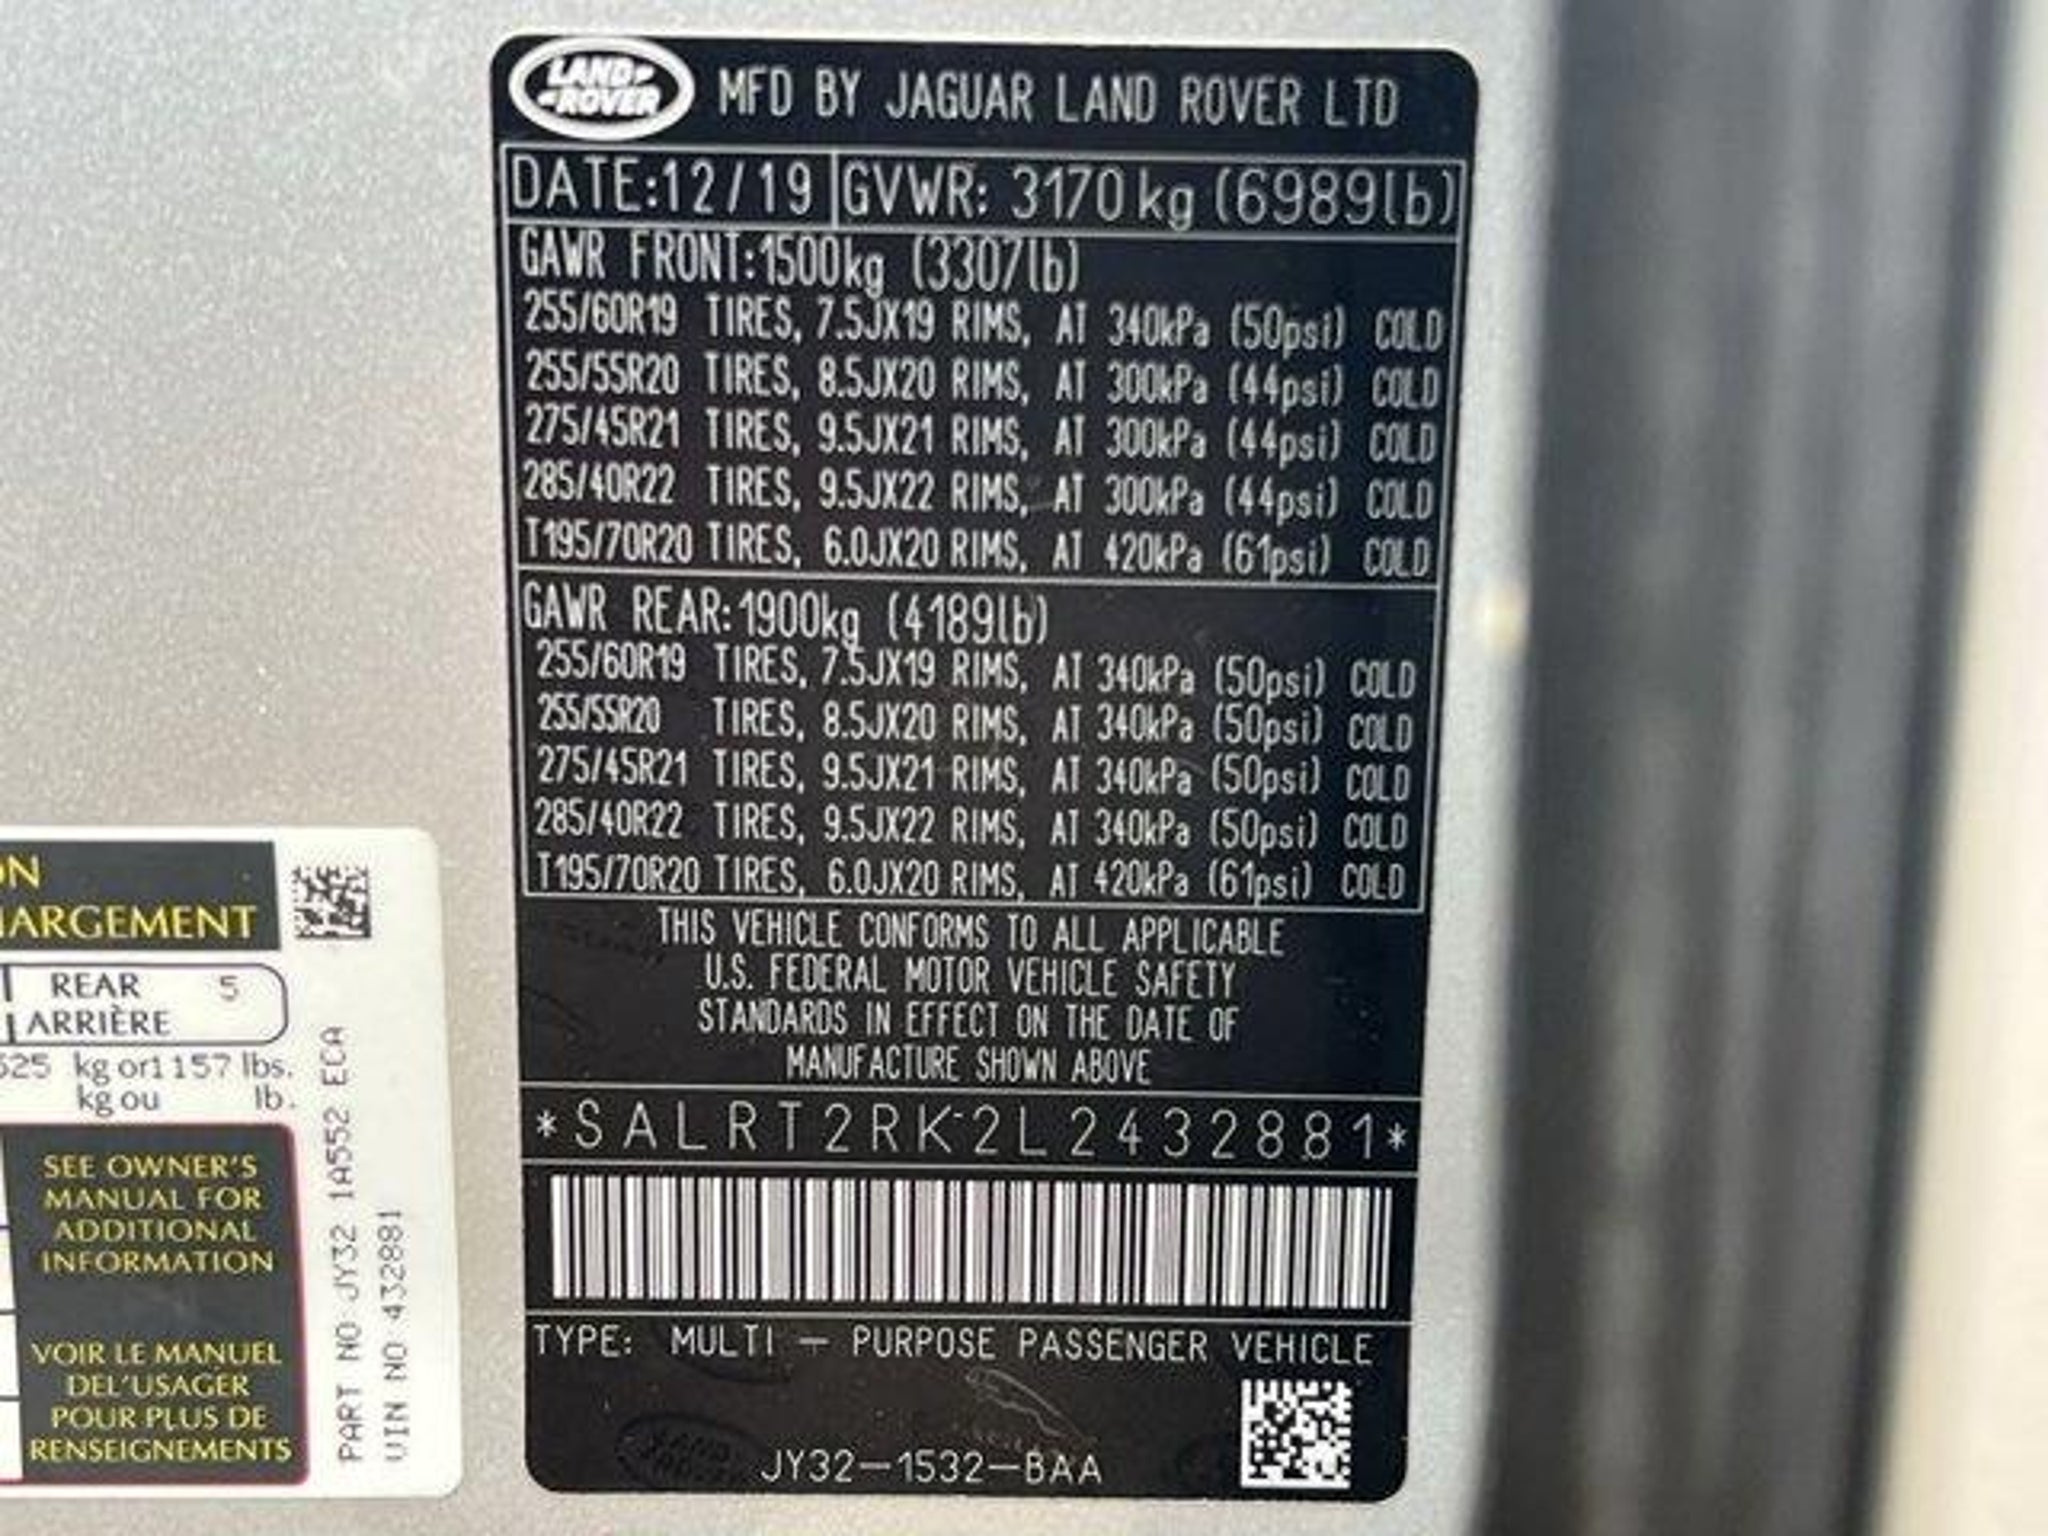 LAND ROVER
MFD BY JAGUAR LAND ROVER LTD
DATE:12/19 GVWR: 3170kg (6989lb)
GAWR FRONT:1500kg (3307lb)
255/60R19 TIRES, 7.5JX19 RIMS, AT 340kPa (50psi) COLD
255/55R20 TIRES, 8.5JX20 RIMS, AT 300kPa (44psi) COLD
275/45R21 TIRES, 9.5JX21 RIMS, AT 300kPa (44psi) COLD
285/40R22 TIRES, 9.5JX22 RIMS, AT 300kPa (44psi) COLD
T195/70R20 TIRES, 6.0JX20 RIMS, AT 420kPa (61psi) COLD
GAWR REAR:1900kg (4189lb)
255/60R19 TIRES, 7.5JX19 RIMS, AT 340kPa (50psi) COLD
255/55R20 TIRES, 8.5JX20 RIMS, AT 340kPa (50psi) COLD
275/45R21 TIRES, 9.5JX21 RIMS, AT 340kPa (50psi) COLD
285/40R22 TIRES, 9.5JX22 RIMS, AT 340kPa (50psi) COLD
T195/70R20 TIRES, 6.0JX20 RIMS, AT 420kPa (61psi) COLD
THIS VEHICLE CONFORMS TO ALL APPLICABLE
U.S. FEDERAL MOTOR VEHICLE SAFETY
STANDARDS IN EFFECT ON THE DATE OF
MANUFACTURE SHOWN ABOVE
*SALRT2RK2L2432881*
TYPE: MULTI - PURPOSE PASSENGER VEHICLE
JY32-1532-BAA
ON
HARGEMENT
REAR 5
ARRIÈRE
525 kg or 1157 lbs.
kg ou lb.
SEE OWNER'S
MANUAL FOR
ADDITIONAL
INFORMATION
VOIR LE MANUEL
DEL'USAGER
POUR PLUS DE
RENSEIGNEMENTS
PART NO JY32 1A552 ECA
VIN NO 432881